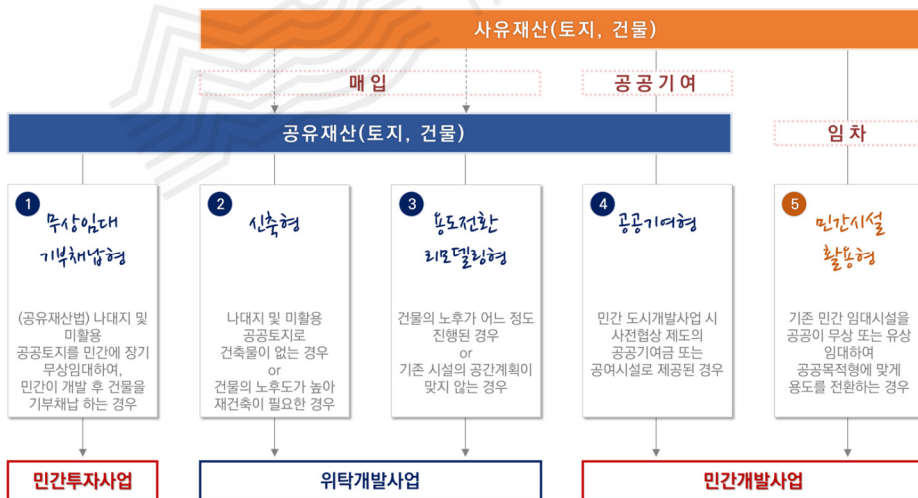 사유재산(토지, 건물)
매입
공공기여
공유재산(토지, 건물)
임차
1
무상임대
기부채납형
(공유재산법) 나대지 및
미활용
공공토지를 민간에 장기
무상임대하여,
민간이 개발 후 건물을
기부채납 하는 경우
2
신축형
나대지 및 미활용
공공토지로
건축물이 없는 경우
or
건물의 노후도가 높아
재건축이 필요한 경우
3
용도전환
리모델링형
건물의 노후가 어느 정도
진행된 경우
or
기존 시설의 공간계획이
맞지 않는 경우
4
공공기여형
민간 도시개발사업 시
사전협상 제도의
공공기여금 또는
공여시설로 제공된 경우
5
민간시설
활용형
기존 민간 임대시설을
공공이 무상 또는 유상
임대하여
공공목적형에 맞게
용도를 전환하는 경우
민간투자사업
위탁개발사업
민간개발사업